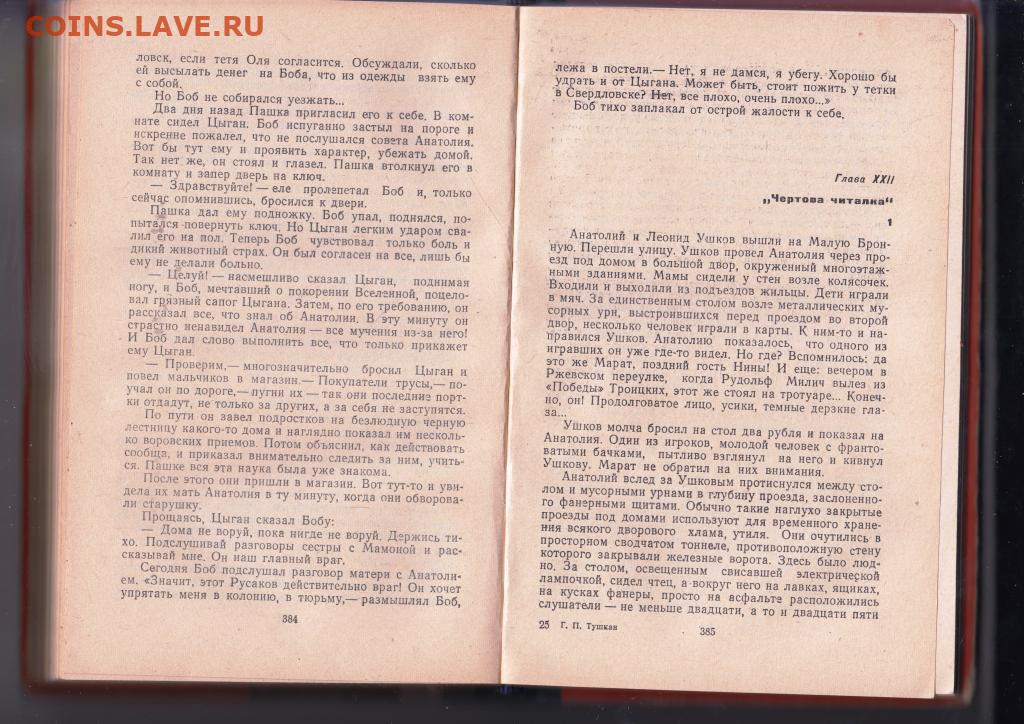 COINS.LAVE.RU
ловск, если тетя Оля согласится. Обсуждали, сколько
ей высылать денег на Боба, что из одежды взять ему
с собой.
Но Боб не собирался уезжать...
Два дня назад Пашка пригласил его к себе. В ком-
нате сидел Цыган. Боб испуганно застыл на пороге и
искренне пожалел, что не послушался совета Анатолия.
Вот бы тут ему и проявить характер, убежать домой.
Так нет же, он стоял и глазел. Пашка втолкнул его в
комнату и запер дверь на ключ.
— Здравствуйте! — еле пролепетал Боб и, только
сейчас опомнившись, бросился к двери.
Пашка дал ему подножку. Боб упал, поднялся, по-
пытался повернуть ключ. Но Цыган легким ударом сва-
лил его на пол. Теперь Боб чувствовал только боль и
дикий животный страх. Он был согласен на все, лишь бы
ему не делали больно.
— Целуй! — насмешливо сказал Цыган, поднимая
ногу, и Боб, мечтавший о покорении Вселенной, поцело-
вал грязный сапог Цыгана. Затем, по его требованию, он
рассказал все, что знал об Анатолии. В эту минуту он
страстно ненавидел Анатолия — все мучения из-за него!
И Боб дал слово выполнить все, что только прикажет
ему Цыган.
— Проверим,— многозначительно бросил Цыган и
повел мальчиков в магазин.— Покупатели трусы,— по-
учал он по дороге,— пугни их — так они последние порт-
ки отдадут, не только за других, а за себя не заступятся.
По пути он завел подростков на безлюдную черную
лестницу какого-то дома и наглядно показал им несколь-
ко воровских приемов. Потом объяснил, как действовать
сообща, и приказал внимательно следить за ним, учить-
ся. Пашке вся эта наука была уже знакома.
После этого они пришли в магазин. Вот тут-то и уви-
дела их мать Анатолия в ту минуту, когда они обворова-
ли старушку.
Прощаясь, Цыган сказал Бобу:
— Дома не воруй, пока нигде не воруй. Держись ти-
хо. Подслушивай разговоры сестры с Мамоной и рас-
сказывай мне. Он наш главный враг.
Сегодня Боб подслушал разговор матери с Анатоли-
ем. «Значит, этот Русаков действительно враг! Он хочет
упрятать меня в колонию, в тюрьму,— размышлял Боб,
384
лежа в постели.— Нет, я не дамся, я убегу. Хорошо бы
удрать и от Цыгана. Может быть, стоит пожить у тетки
в Свердловске? Нет, все плохо, очень плохо...»
Боб тихо заплакал от острой жалости к себе.
Глава XXII
„Чертова читалка“
1
Анатолий и Леонид Ушков вышли на Малую Брон-
ную. Перешли улицу. Ушков провел Анатолия через про-
езд под домом в большой двор, окруженный многоэтаж-
ными зданиями. Мамы сидели у стен возле колясочек.
Входили и выходили из подъездов жильцы. Дети играли
в мяч. За единственным столом возле металлических му-
сорных урн, выстроившихся перед проездом во второй
двор, несколько человек играли в карты. К ним-то и на-
правился Ушков. Анатолию показалось, что одного из
игравших он уже где-то видел. Но где? Вспомнилось: да
это же Марат, поздний гость Нины! И еще: вечером в
Ржевском переулке, когда Рудольф Милич вылез из
«Победы» Троицких, этот же стоял на тротуаре... Конеч-
но, он! Продолговатое лицо, усики, темные дерзкие гла-
за...
Ушков молча бросил на стол два рубля и показал на
Анатолия. Один из игроков, молодой человек с франто-
ватыми бачками, пытливо взглянул на него и кивнул
Ушкову. Марат не обратил на них внимания.
Анатолий вслед за Ушковым протиснулся между сто-
лом и мусорными урнами в глубину проезда, заслоненно-
го фанерными щитами. Обычно такие наглухо закрытые
проезды под домами используют для временного хране-
ния всякого дворового хлама, утиля. Они очутились в
просторном сводчатом тоннеле, противоположную стену
которого закрывали железные ворота. Здесь было люд-
но. За столом, освещенным свисавшей электрической
лампочкой, сидел чтец, а вокруг него на лавках, ящиках,
на кусках фанеры, просто на асфальте расположились
слушатели — не меньше двадцати, а то и двадцати пяти
25 Г. П. Тушкан
385